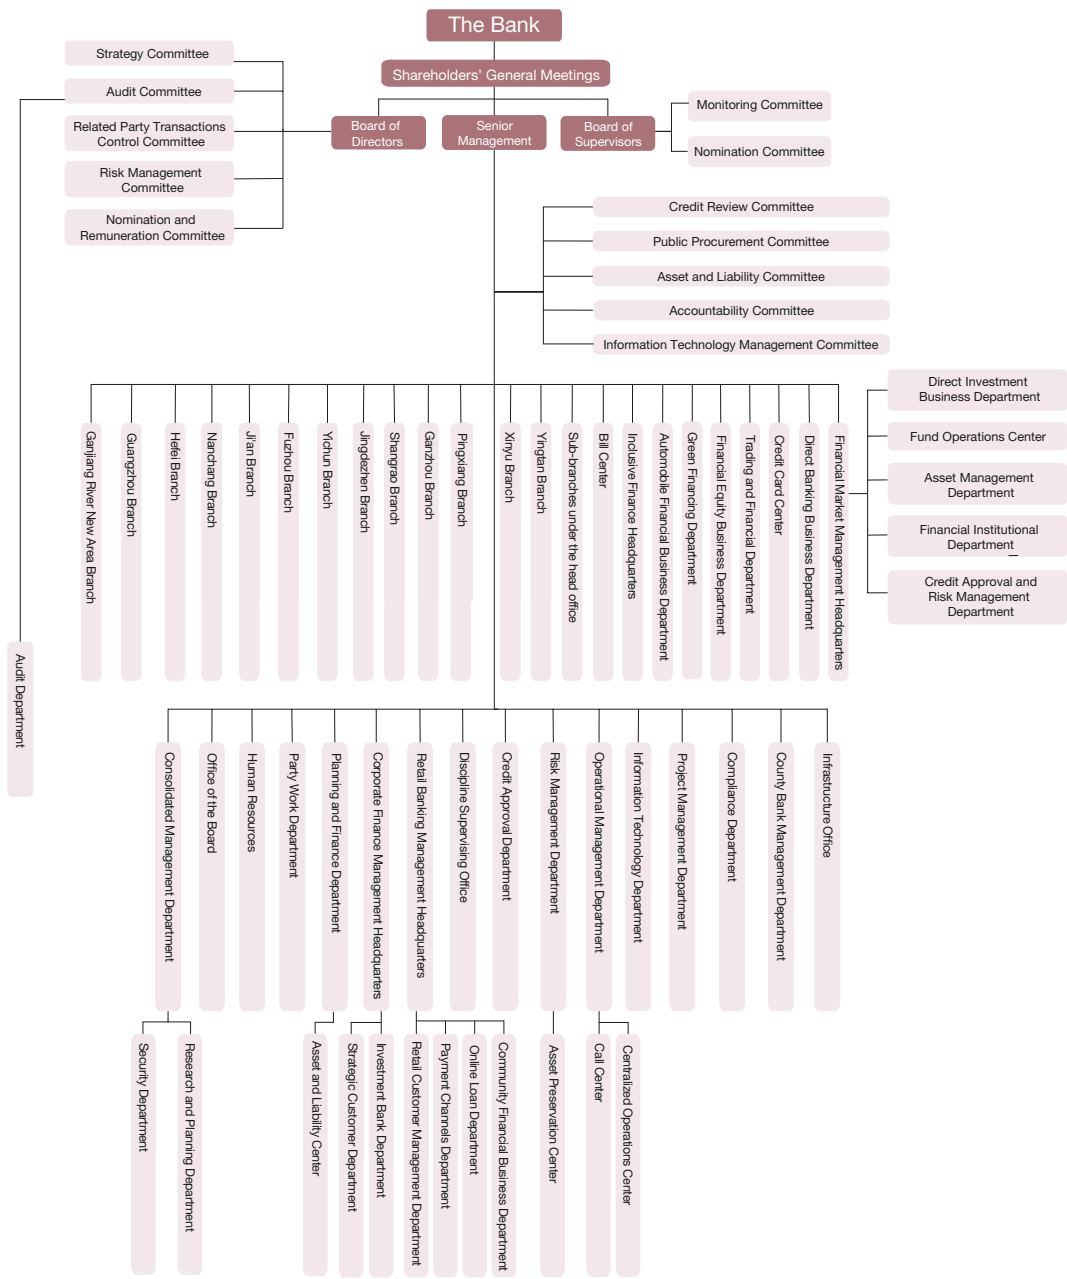 The Bank
Shareholders' General Meetings
Board of
Directors
Senior
Management
Board of
Supervisors
Strategy Committee
Audit Committee
Related Party Transactions
Control Committee
Risk Management
Committee
Nomination and
Remuneration Committee
Monitoring Committee
Nomination Committee
Credit Review Committee
Public Procurement Committee
Asset and Liability Committee
Accountability Committee
Information Technology Management Committee
Ganjiang River New Area Branch
Guangzhou Branch
Hefei Branch
Nanchang Branch
Ji'an Branch
Fuzhou Branch
Yichun Branch
Jingdezhen Branch
Shangrao Branch
Ganzhou Branch
Pingxiang Branch
Xinyu Branch
Yingtan Branch
Sub-branches under the head office
Bill Center
Inclusive Finance Headquarters
Automobile Financial Business Department
Green Financing Department
Financial Equity Business Department
Trading and Financial Department
Credit Card Center
Direct Banking Business Department
Financial Market Management Headquarters
Direct Investment
Business Department
Fund Operations Center
Asset Management
Department
Financial Institutional
Department
Credit Approval and
Risk Management
Department
Audit Department
Consolidated Management Department
Office of the Board
Human Resources
Party Work Department
Planning and Finance Department
Corporate Finance Management Headquarters
Retail Banking Management Headquarters
Discipline Supervising Office
Credit Approval Department
Risk Management Department
Operational Management Department
Information Technology Department
Project Management Department
Compliance Department
County Bank Management Department
Infrastructure Office
Security Department
Research and Planning Department
Asset and Liability Center
Strategic Customer Department
Investment Bank Department
Retail Customer Management Department
Payment Channels Department
Online Loan Department
Community Financial Business Department
Asset Preservation Center
Call Center
Centralized Operations Center